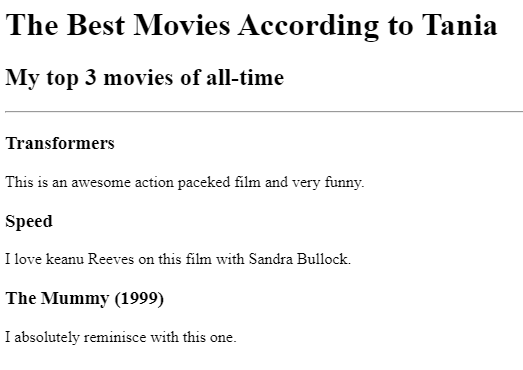 The Best Movies According to Tania
My top 3 movies of all-time
Transformers
This is an awesome action paceked film and very funny.
Speed
I love keanu Reeves on this film with Sandra Bullock.
The Mummy (1999)
I absolutely reminisce with this one.